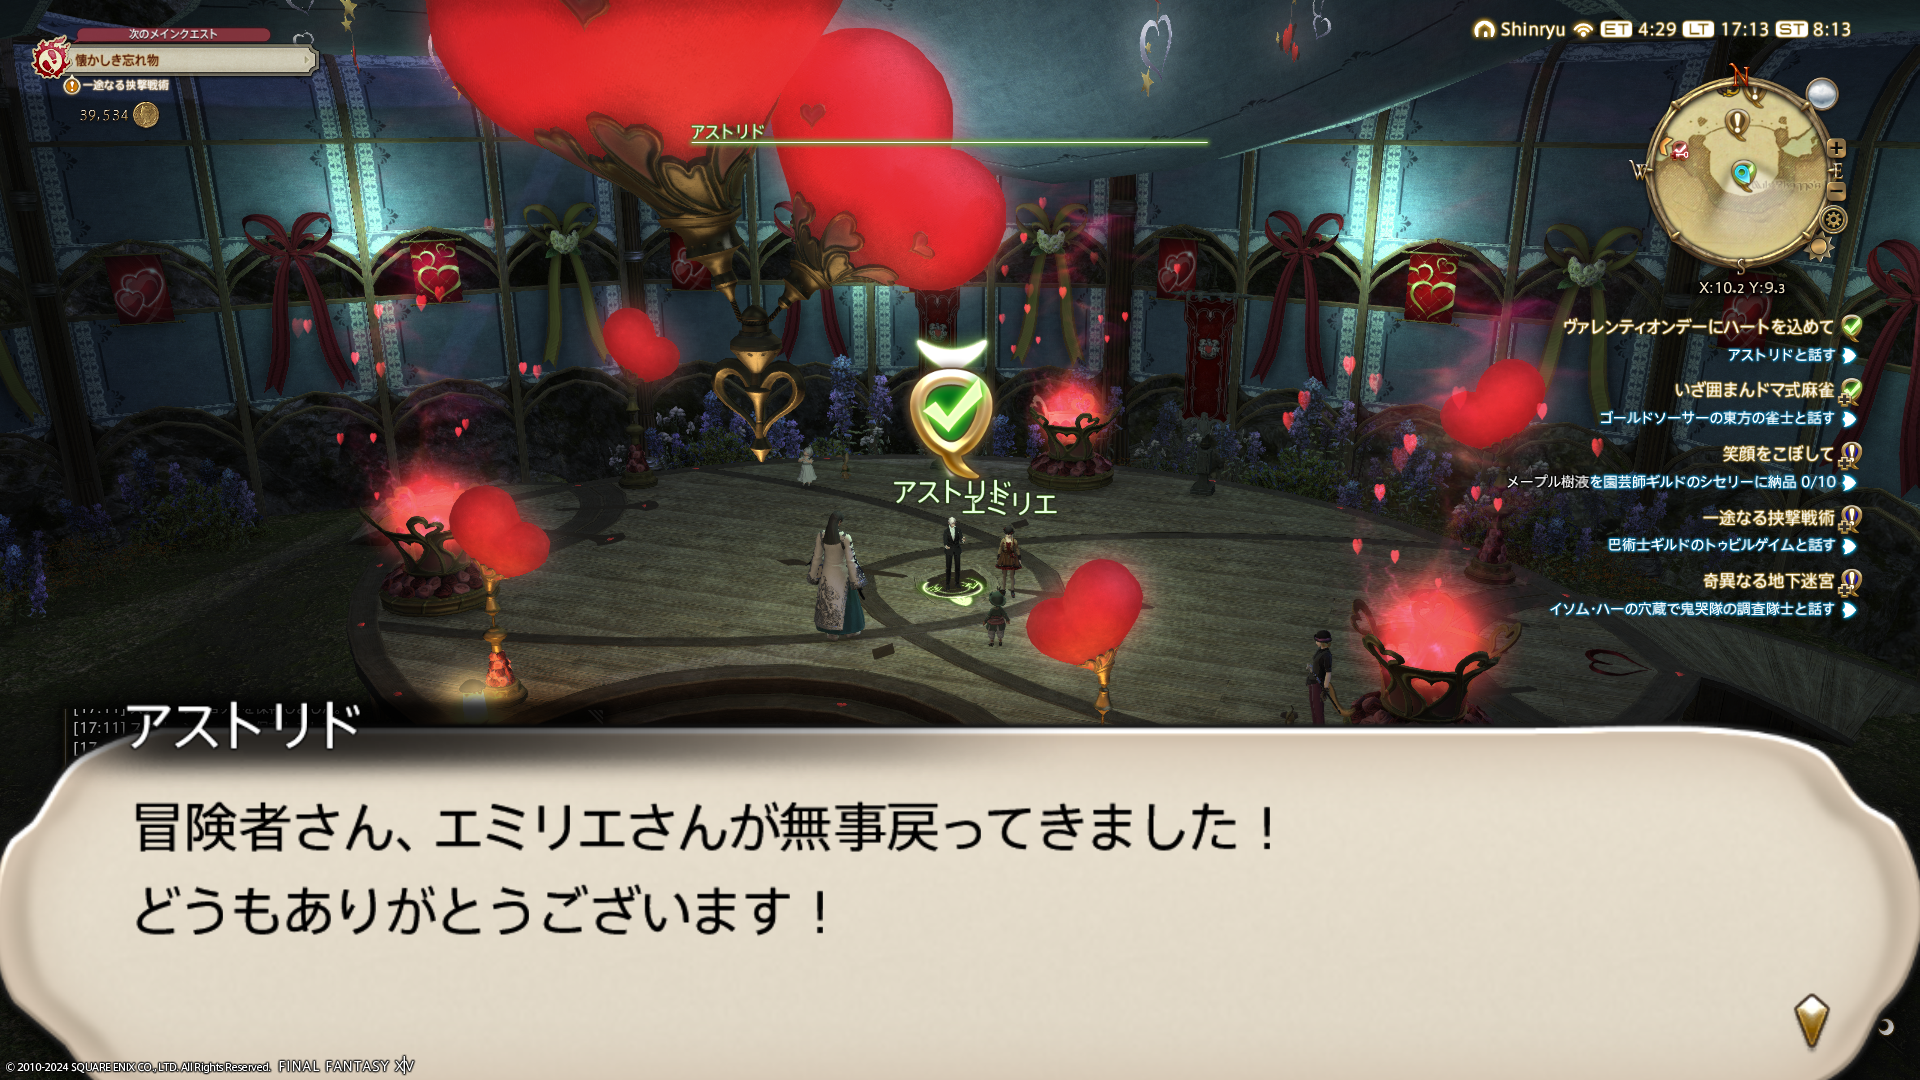 次のメインクエスト
懐かしき忘れ物
一途なる挟撃戦術
39,534
Shinryu ET 4:29 LT 17:13 ST 8:13
N
W
E
S
X:10.2 Y:9.3
アストリド
ヴァレンティオンデーにハートを込めて
アストリドと話す
いざ囲まんドマ式麻雀
ゴールドソーサーの東方の雀士と話す
笑顔をこぼして
メープル樹液を園芸師ギルドのシセリーに納品 0/10
一途なる挟撃戦術
巴術士ギルドのトゥビルゲイムと話す
奇異なる地下迷宮
イソム・ハーの穴蔵で鬼哭隊の調査隊士と話す
アストリド
エミリエ
[17:11]
アストリド
冒険者さん、エミリエさんが無事戻ってきました！
どうもありがとうございます！
© 2010-2024 SQUARE ENIX CO., LTD. All Rights Reserved. FINAL FANTASY XIV